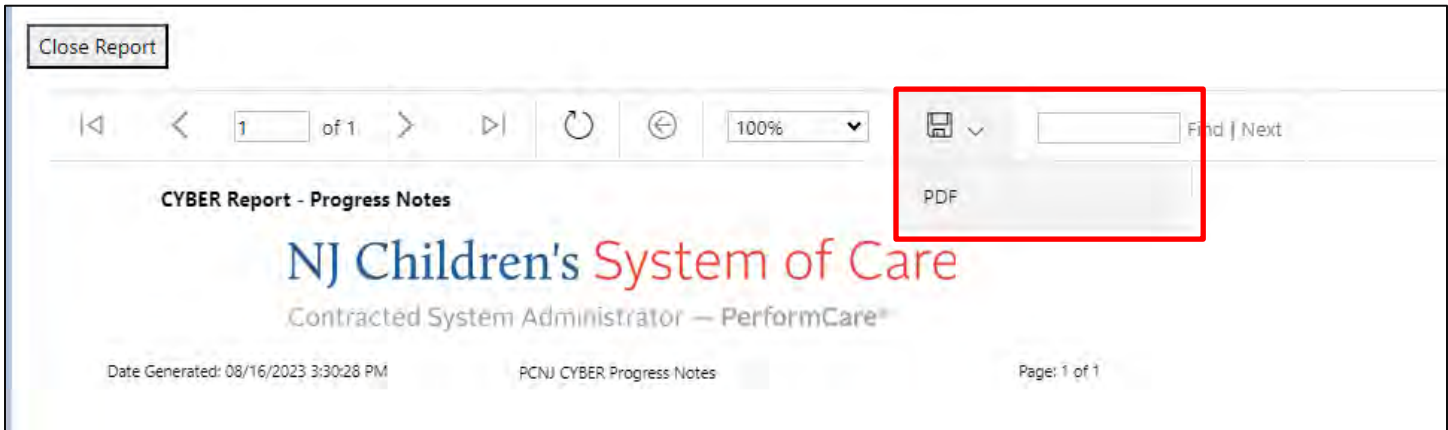 Close Report
1 of 1 100% Find | Next
PDF
CYBER Report - Progress Notes
NJ Children's System of Care
Contracted System Administrator — PerformCare®
Date Generated: 08/16/2023 3:30:28 PM PCNJ CYBER Progress Notes Page: 1 of 1